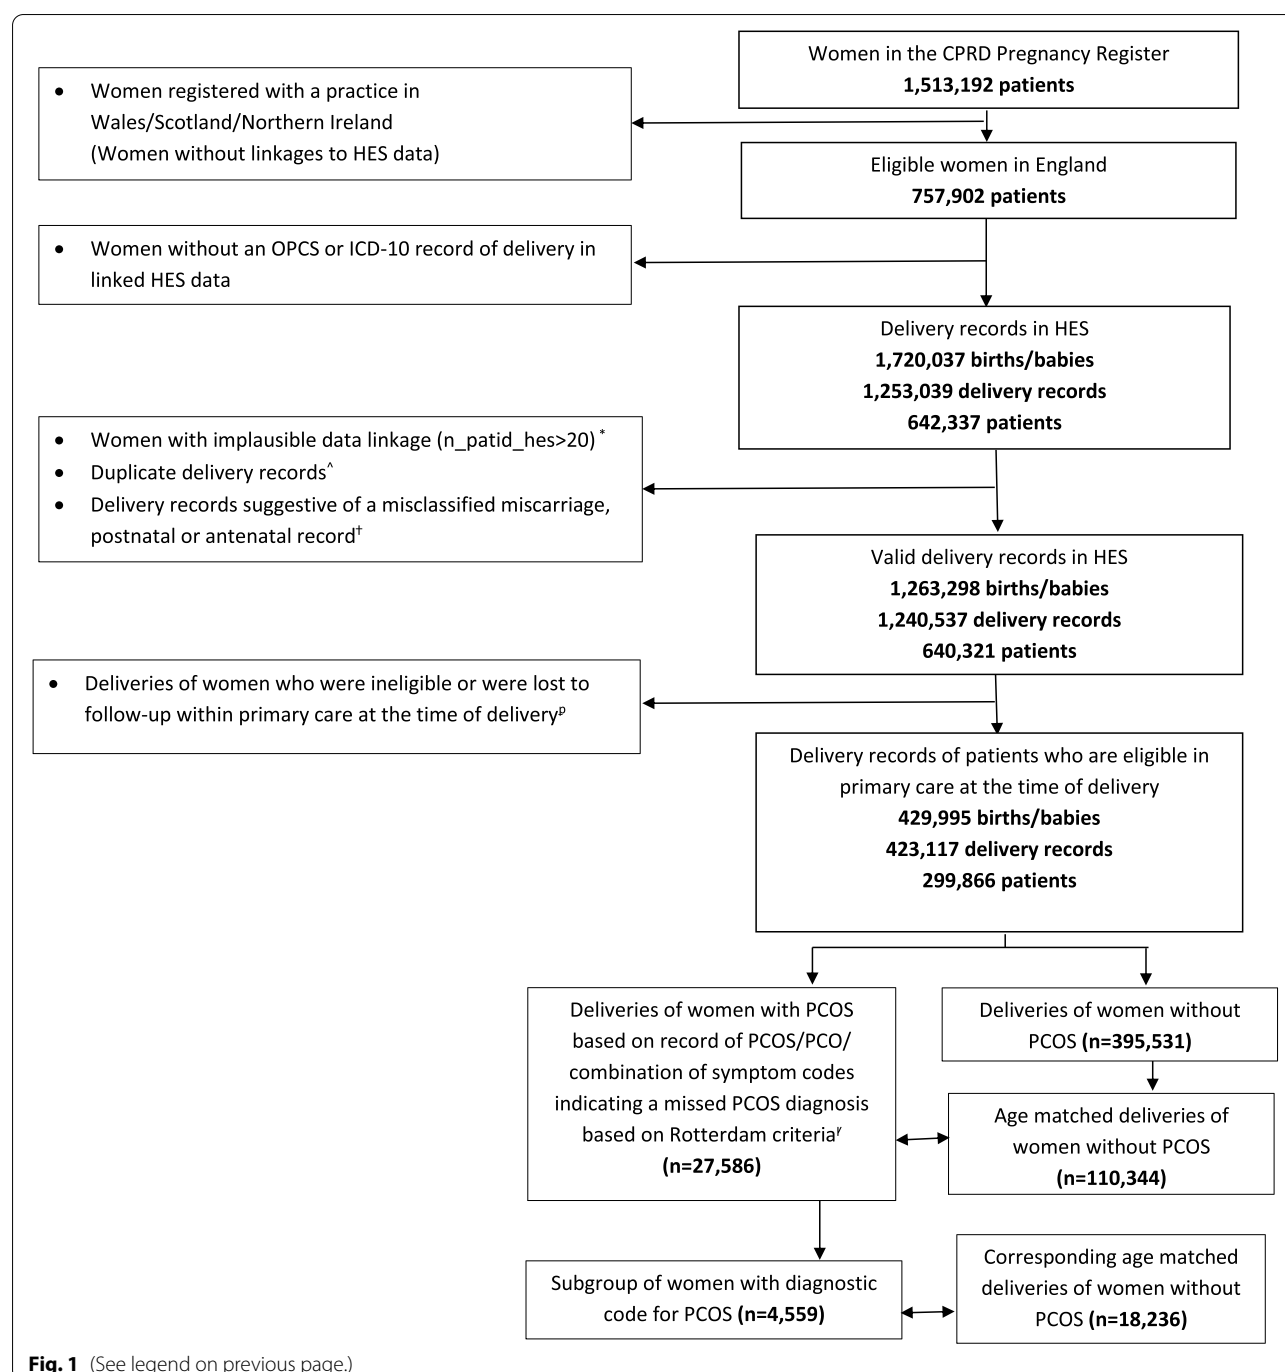 Women in the CPRD Pregnancy Register
1,513,192 patients
• Women registered with a practice in
Wales/Scotland/Northern Ireland
(Women without linkages to HES data)
Eligible women in England
757,902 patients
• Women without an OPCS or ICD-10 record of delivery in
linked HES data
Delivery records in HES
1,720,037 births/babies
1,253,039 delivery records
642,337 patients
• Women with implausible data linkage (n_patid_hes>20) *
• Duplicate delivery records^
• Delivery records suggestive of a misclassified miscarriage,
postnatal or antenatal record†
Valid delivery records in HES
1,263,298 births/babies
1,240,537 delivery records
640,321 patients
• Deliveries of women who were ineligible or were lost to
follow-up within primary care at the time of delivery
Delivery records of patients who are eligible in
primary care at the time of delivery
429,995 births/babies
423,117 delivery records
299,866 patients
Deliveries of women with PCOS
based on record of PCOS/PCO/
combination of symptom codes
indicating a missed PCOS diagnosis
based on Rotterdam criteria
(n=27,586)
Deliveries of women without
PCOS (n=395,531)
Age matched deliveries of
women without PCOS
(n=110,344)
Subgroup of women with diagnostic
code for PCOS (n=4,559)
Corresponding age matched
deliveries of women without
PCOS (n=18,236)
Fig. 1 (See legend on previous page.)